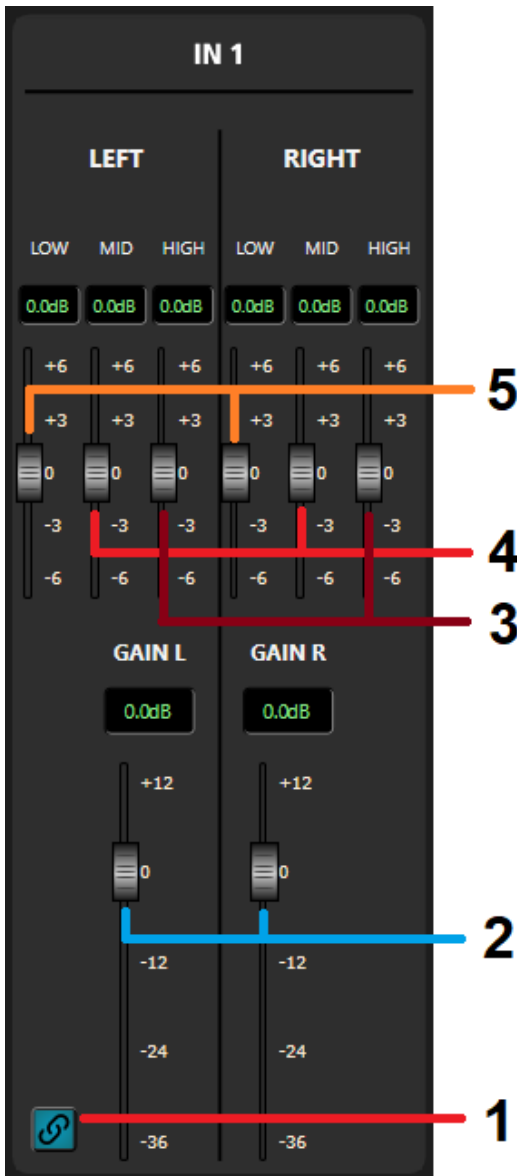 IN 1
LEFT RIGHT
LOW MID HIGH LOW MID HIGH
0.0dB 0.0dB 0.0dB 0.0dB 0.0dB 0.0dB
+6 +6 +6 +6 +6 +6
5
+3 +3 +3 +3 +3 +3
0 0 0 0 0 0
-3 -3 -3 -3 -3 -3
4
-6 -6 -6 -6 -6 -6
3
GAIN L GAIN R
0.0dB 0.0dB
+12 +12
0 0
2
-12 -12
-24 -24
1
-36 -36